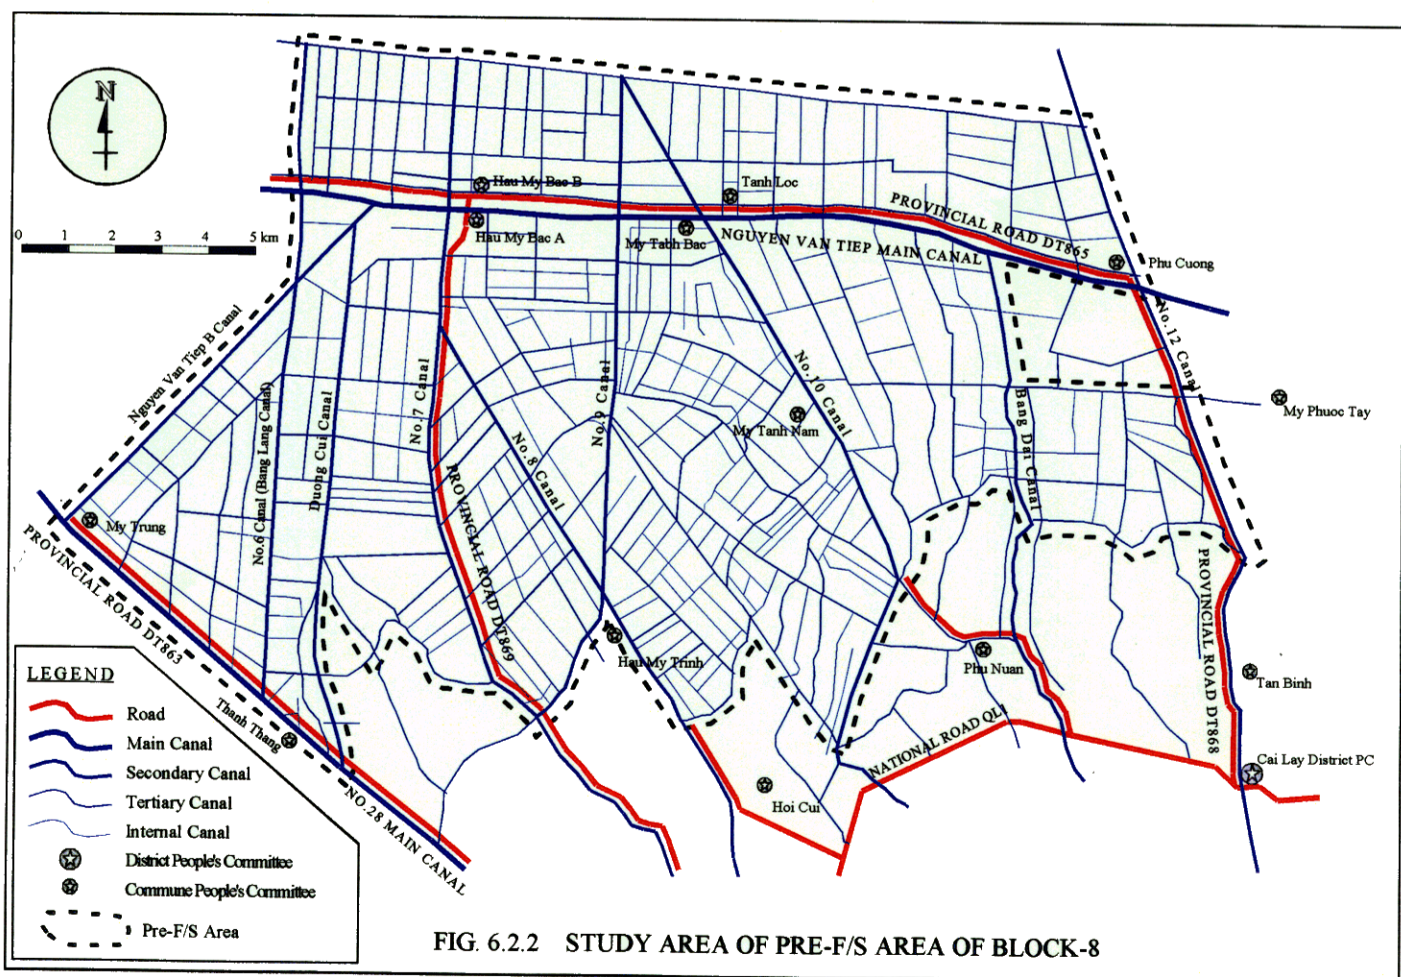 N
0 1 2 3 4 5 km
Hau My Bac B
Tanh Loc
PROVINCIAL ROAD DT865
Hau My Bac A
My Tabh Bac
NGUYEN VAN TIEP MAIN CANAL
Phu Cuong
Nguyen Van Tiep B Canal
No.12 Canal
No.6 Canal (Bang Lang Canal)
Duong Cui Canal
No.7 Canal
No.8 Canal
No.9 Canal
No.10 Canal
Bang Dai Canal
My Phuoc Tay
My Tanh Nam
My Trung
PROVINCIAL ROAD DT863
PROVINCIAL ROAD DT869
PROVINCIAL ROAD DT868
Hau My Trinh
Phu Nuan
Tan Binh
Thanh Thang
NATIONAL ROAD QL1
Cai Lay District PC
Hoi Cui
NO.28 MAIN CANAL
LEGEND
Road
Main Canal
Secondary Canal
Tertiary Canal
Internal Canal
District People's Committee
Commune People's Committee
Pre-F/S Area
FIG. 6.2.2 STUDY AREA OF PRE-F/S AREA OF BLOCK-8